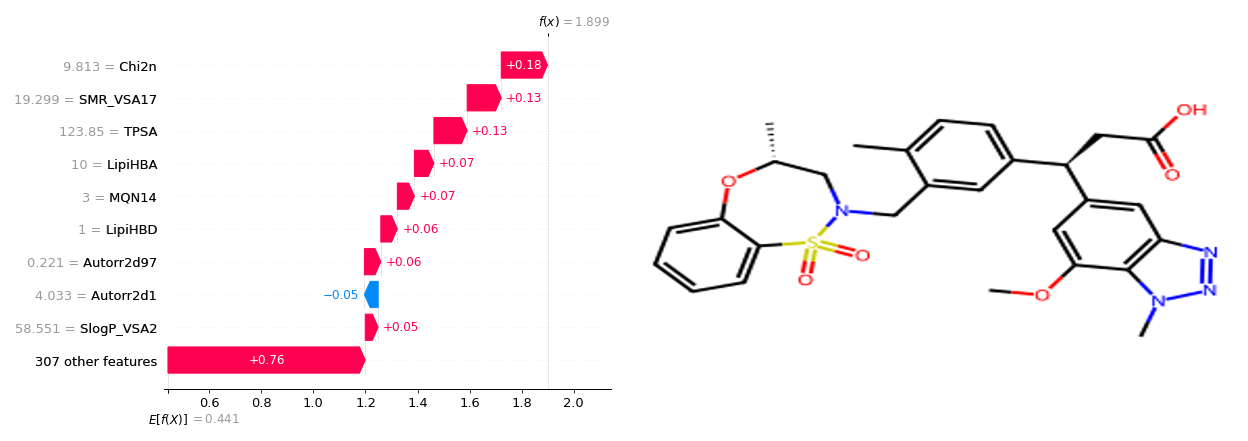 f(x) = 1.899
9.813 = Chi2n
+0.18
19.299 = SMR_VSA17
+0.13
123.85 = TPSA
+0.13
10 = LipiHBA
+0.07
3 = MQN14
+0.07
1 = LipiHBD
+0.06
0.221 = Autorr2d97
+0.06
4.033 = Autorr2d1
−0.05
58.551 = SlogP_VSA2
+0.05
307 other features
+0.76
0.6 0.8 1.0 1.2 1.4 1.6 1.8 2.0
E[f(X)] = 0.441
OH
O
O
N
S
O
O
O
N
N
N